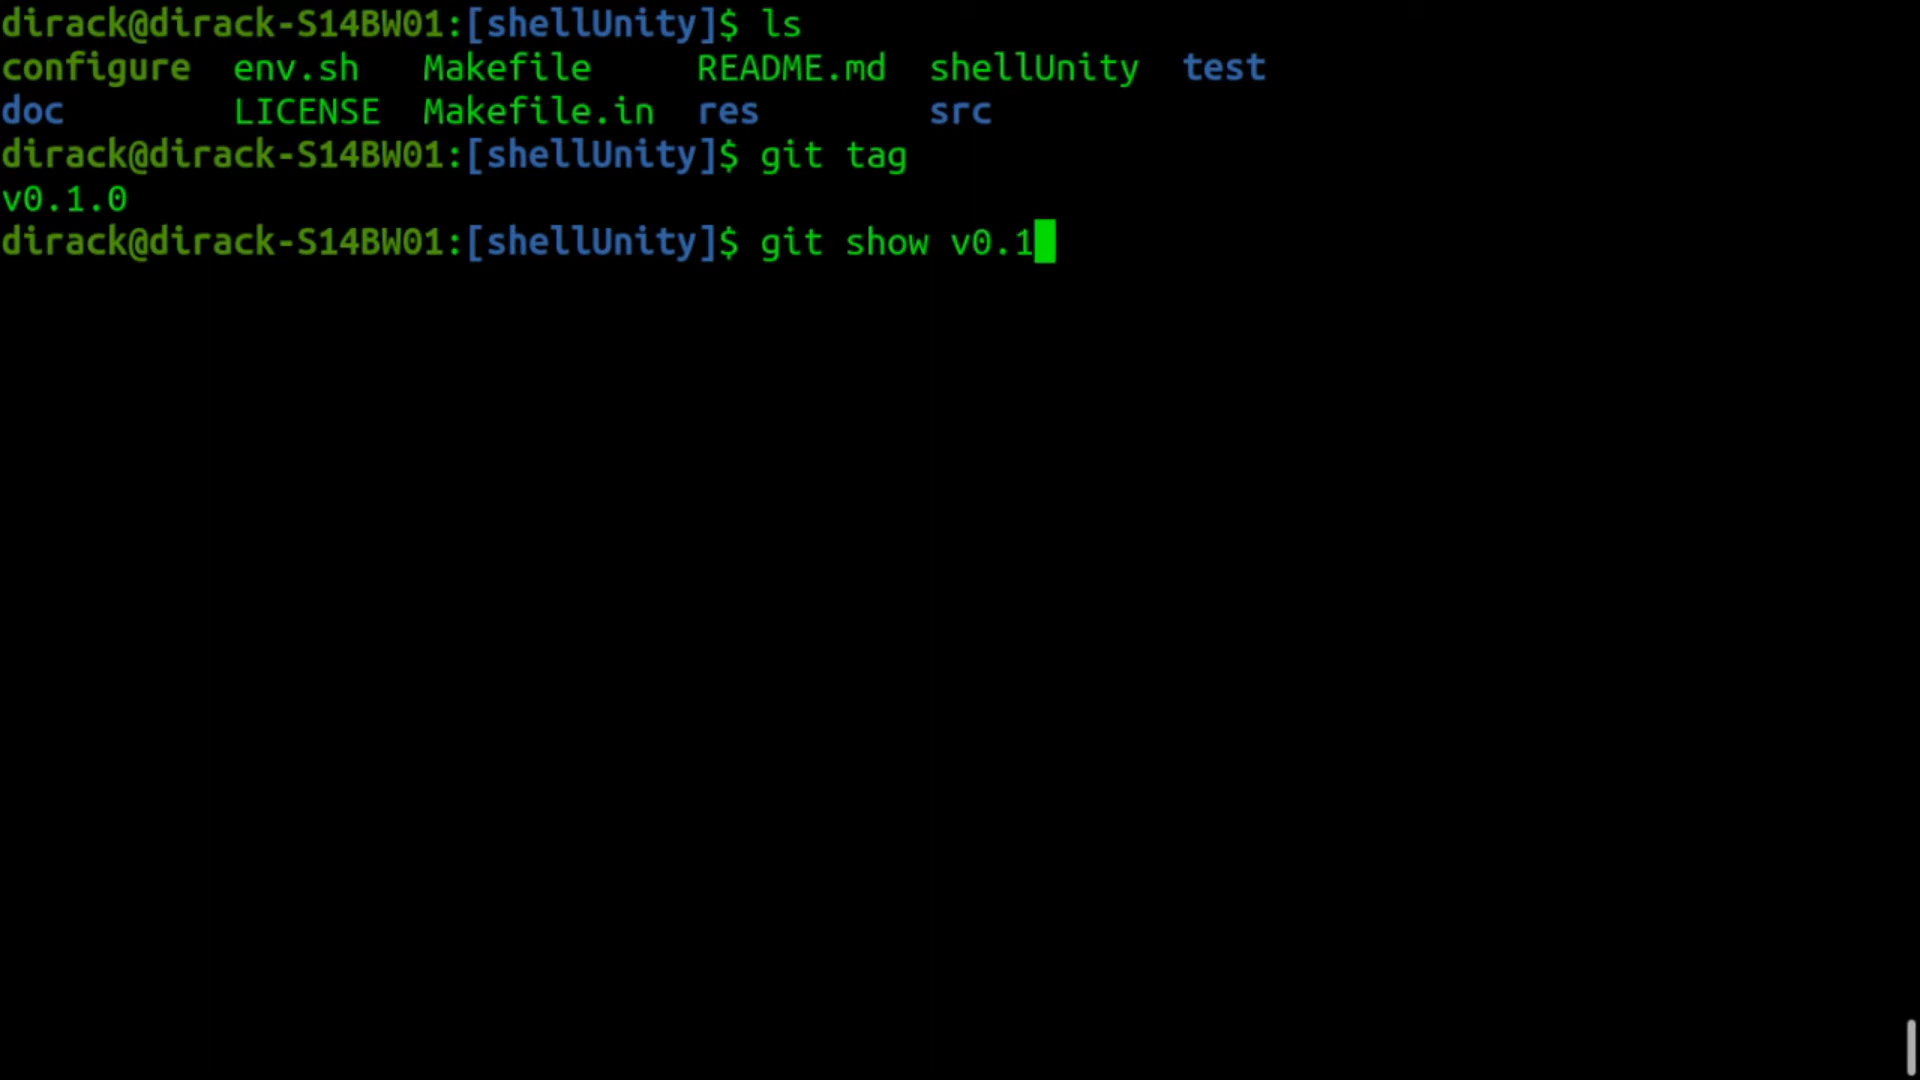 dirack@dirack-S14BW01:[shellUnity]$ ls
configure  env.sh   Makefile     README.md  shellUnity  test
doc        LICENSE  Makefile.in  res        src
dirack@dirack-S14BW01:[shellUnity]$ git tag
v0.1.0
dirack@dirack-S14BW01:[shellUnity]$ git show v0.1